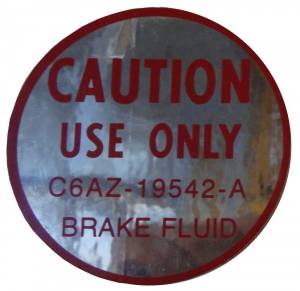 CAUTION
USE ONLY
C6AZ-19542-A
BRAKE FLUID